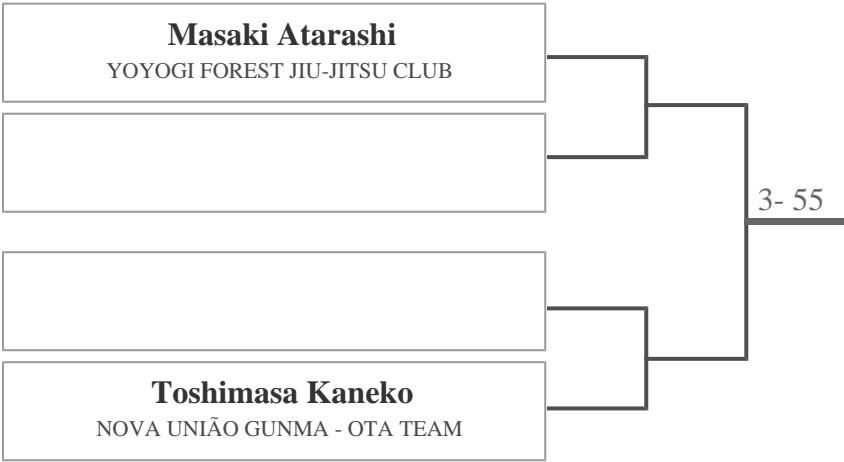 Masaki Atarashi
YOYOGI FOREST JIU-JITSU CLUB
3- 55
Toshimasa Kaneko
NOVA UNIÃO GUNMA - OTA TEAM